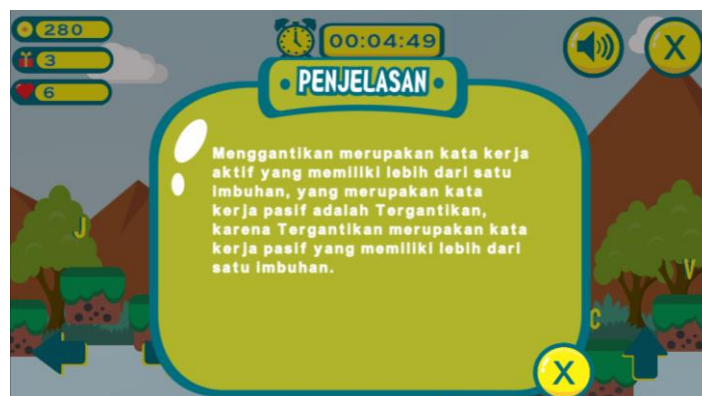 280
00:04:49
X
3
6
PENJELASAN
Menggantikan merupakan kata kerja
aktif yang memiliki lebih dari satu
imbuhan, yang merupakan kata
kerja pasif adalah Tergantikan,
karena Tergantikan merupakan kata
kerja pasif yang memiliki lebih dari
satu imbuhan.
J
V
C
X